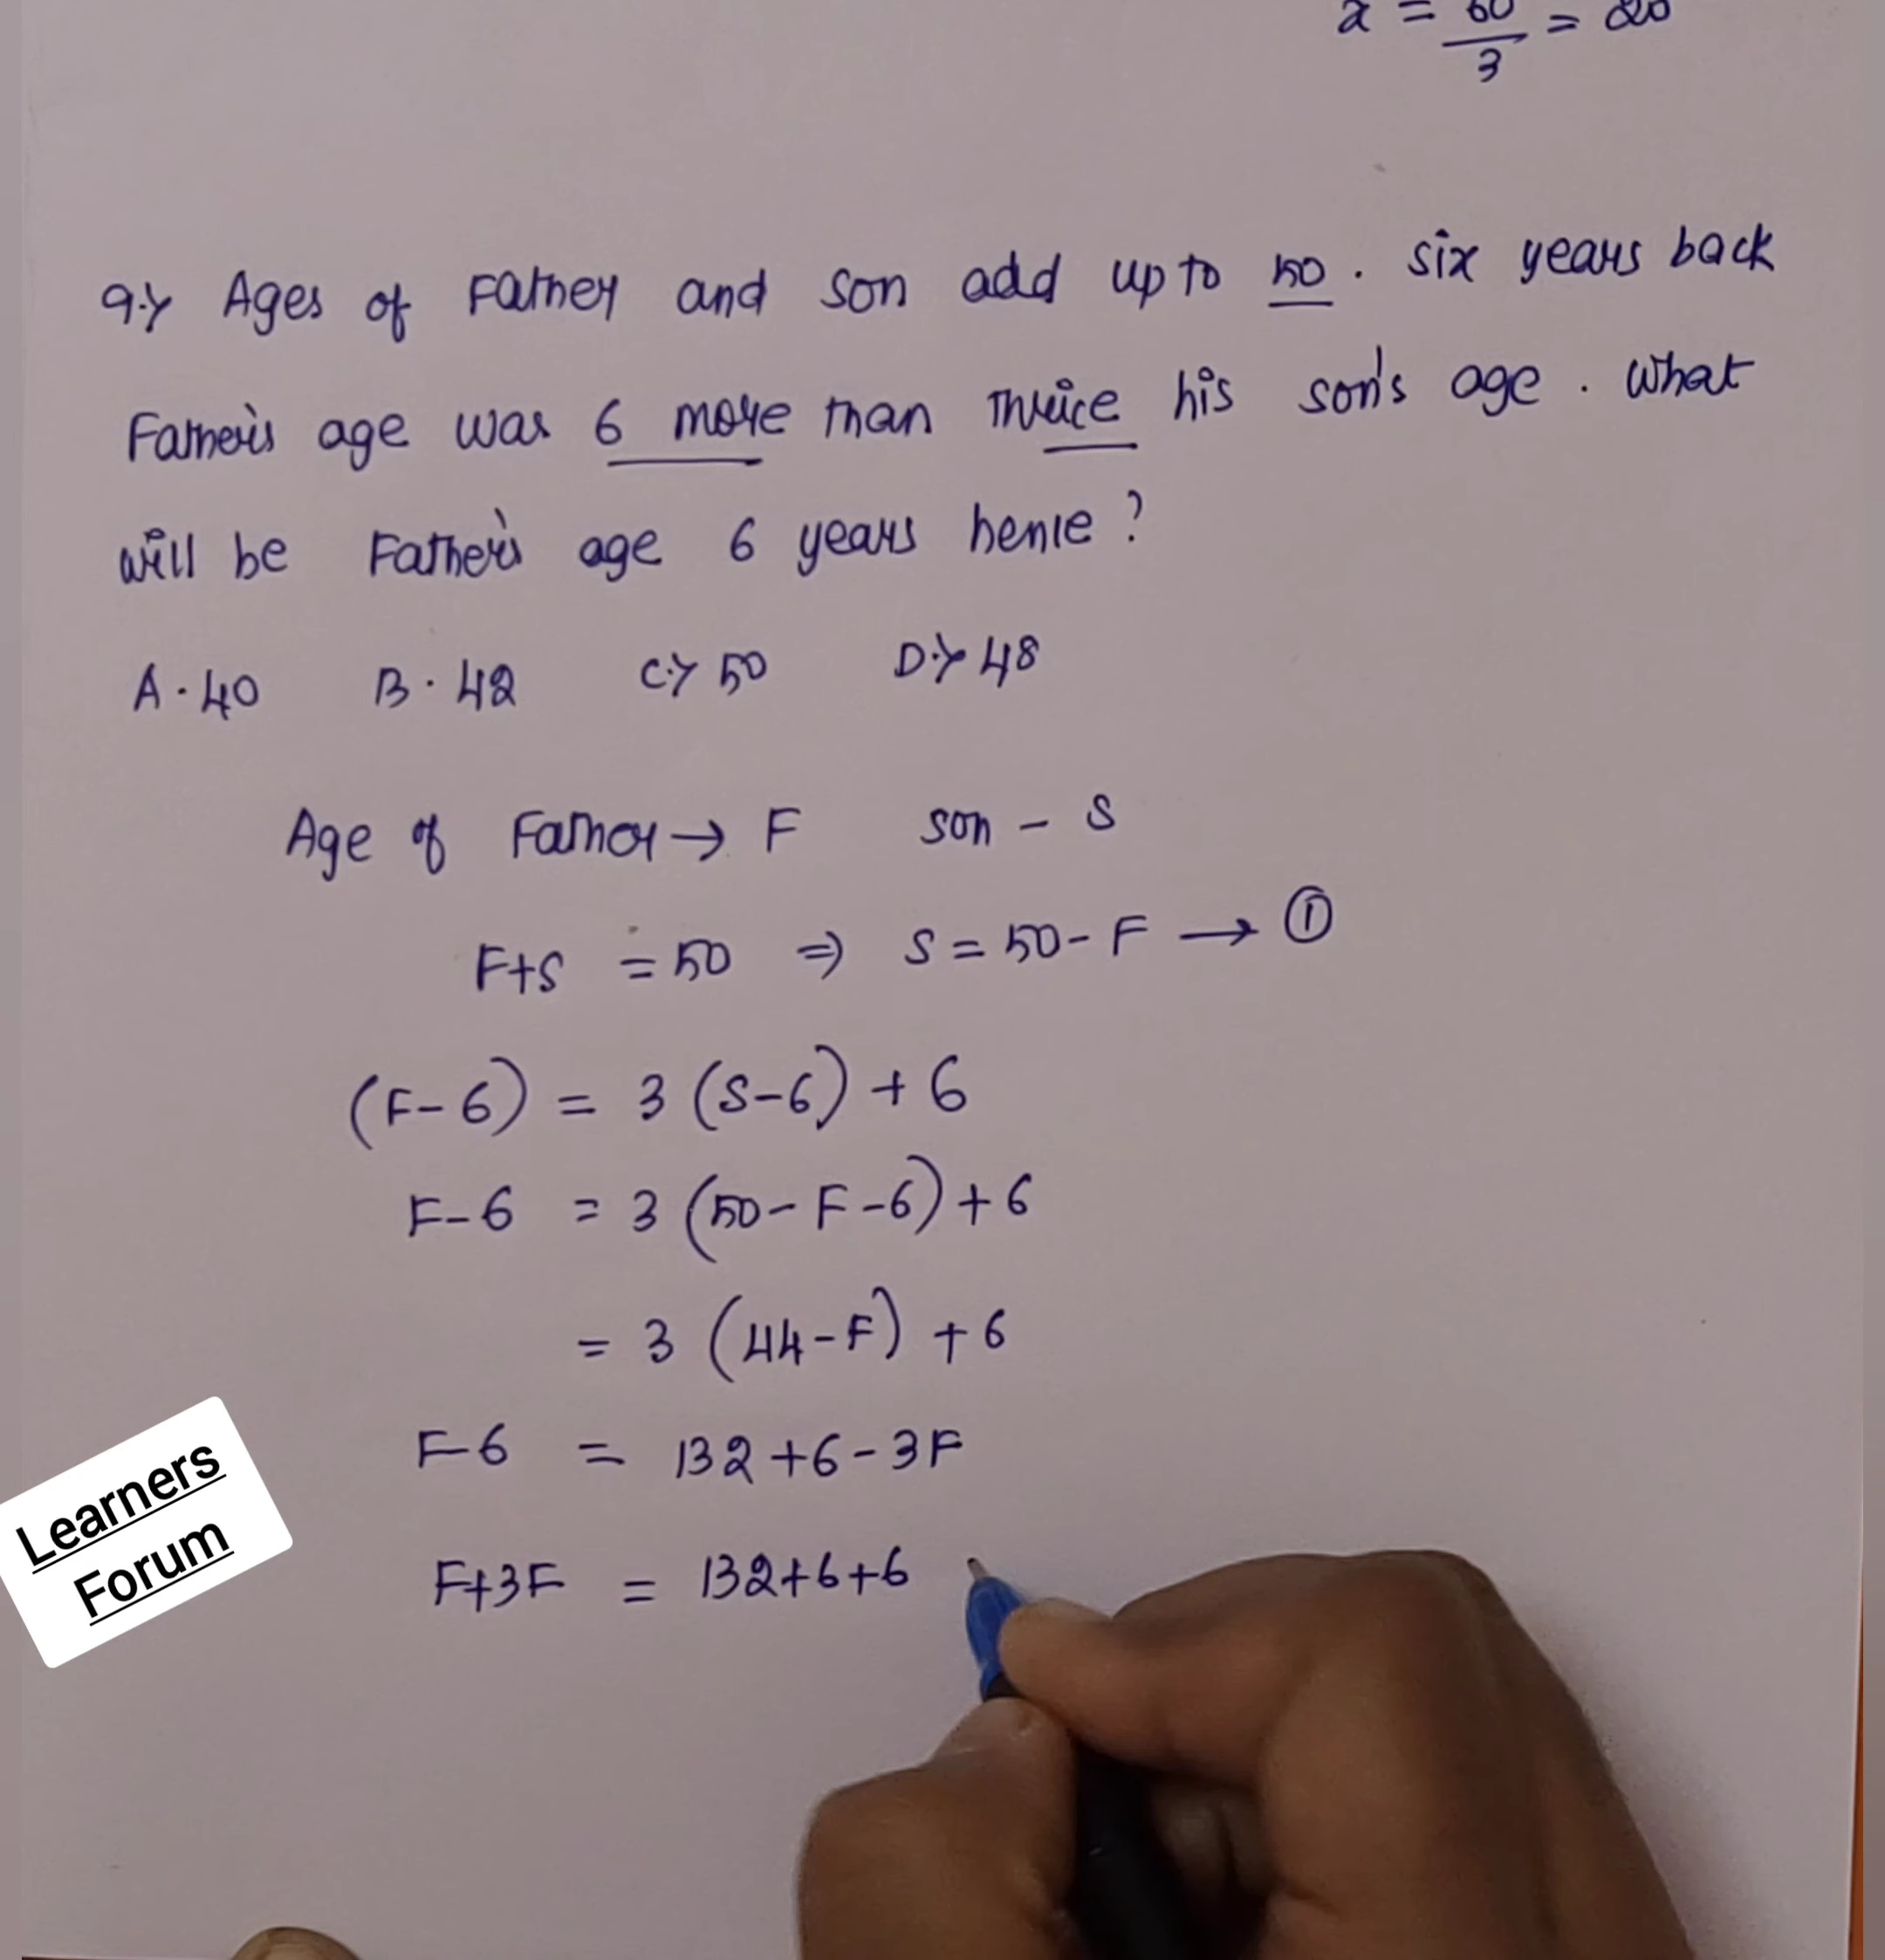 x = 60/3 = 20
9.> Ages of Father and son add up to 50. six years back
Father's age was 6 more than Thrice his son's age. What
will be Father's age 6 years hence?
A. 40 B. 42 C.> 50 D.> 48
Age of Father → F son - S
F+S = 50 ⇒ S = 50-F → ①
(F-6) = 3 (S-6) + 6
F-6 = 3 (50-F-6) + 6
= 3 (44-F) + 6
F-6 = 132+6-3F
F+3F = 132+6+6
Learners
Forum